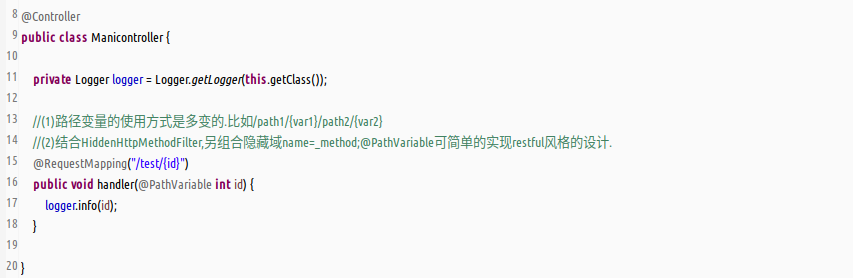 8 @Controller
9 public class Manicontroller {
10
11 private Logger logger = Logger.getLogger(this.getClass());
12
13 //(1)路径变量的使用方式是多变的.比如/path1/{var1}/path2/{var2}
14 //(2)结合HiddenHttpMethodFilter,另组合隐藏域name=_method;@PathVariable可简单的实现restful风格的设计.
15 @RequestMapping("/test/{id}")
16 public void handler(@PathVariable int id) {
17 logger.info(id);
18 }
19
20 }